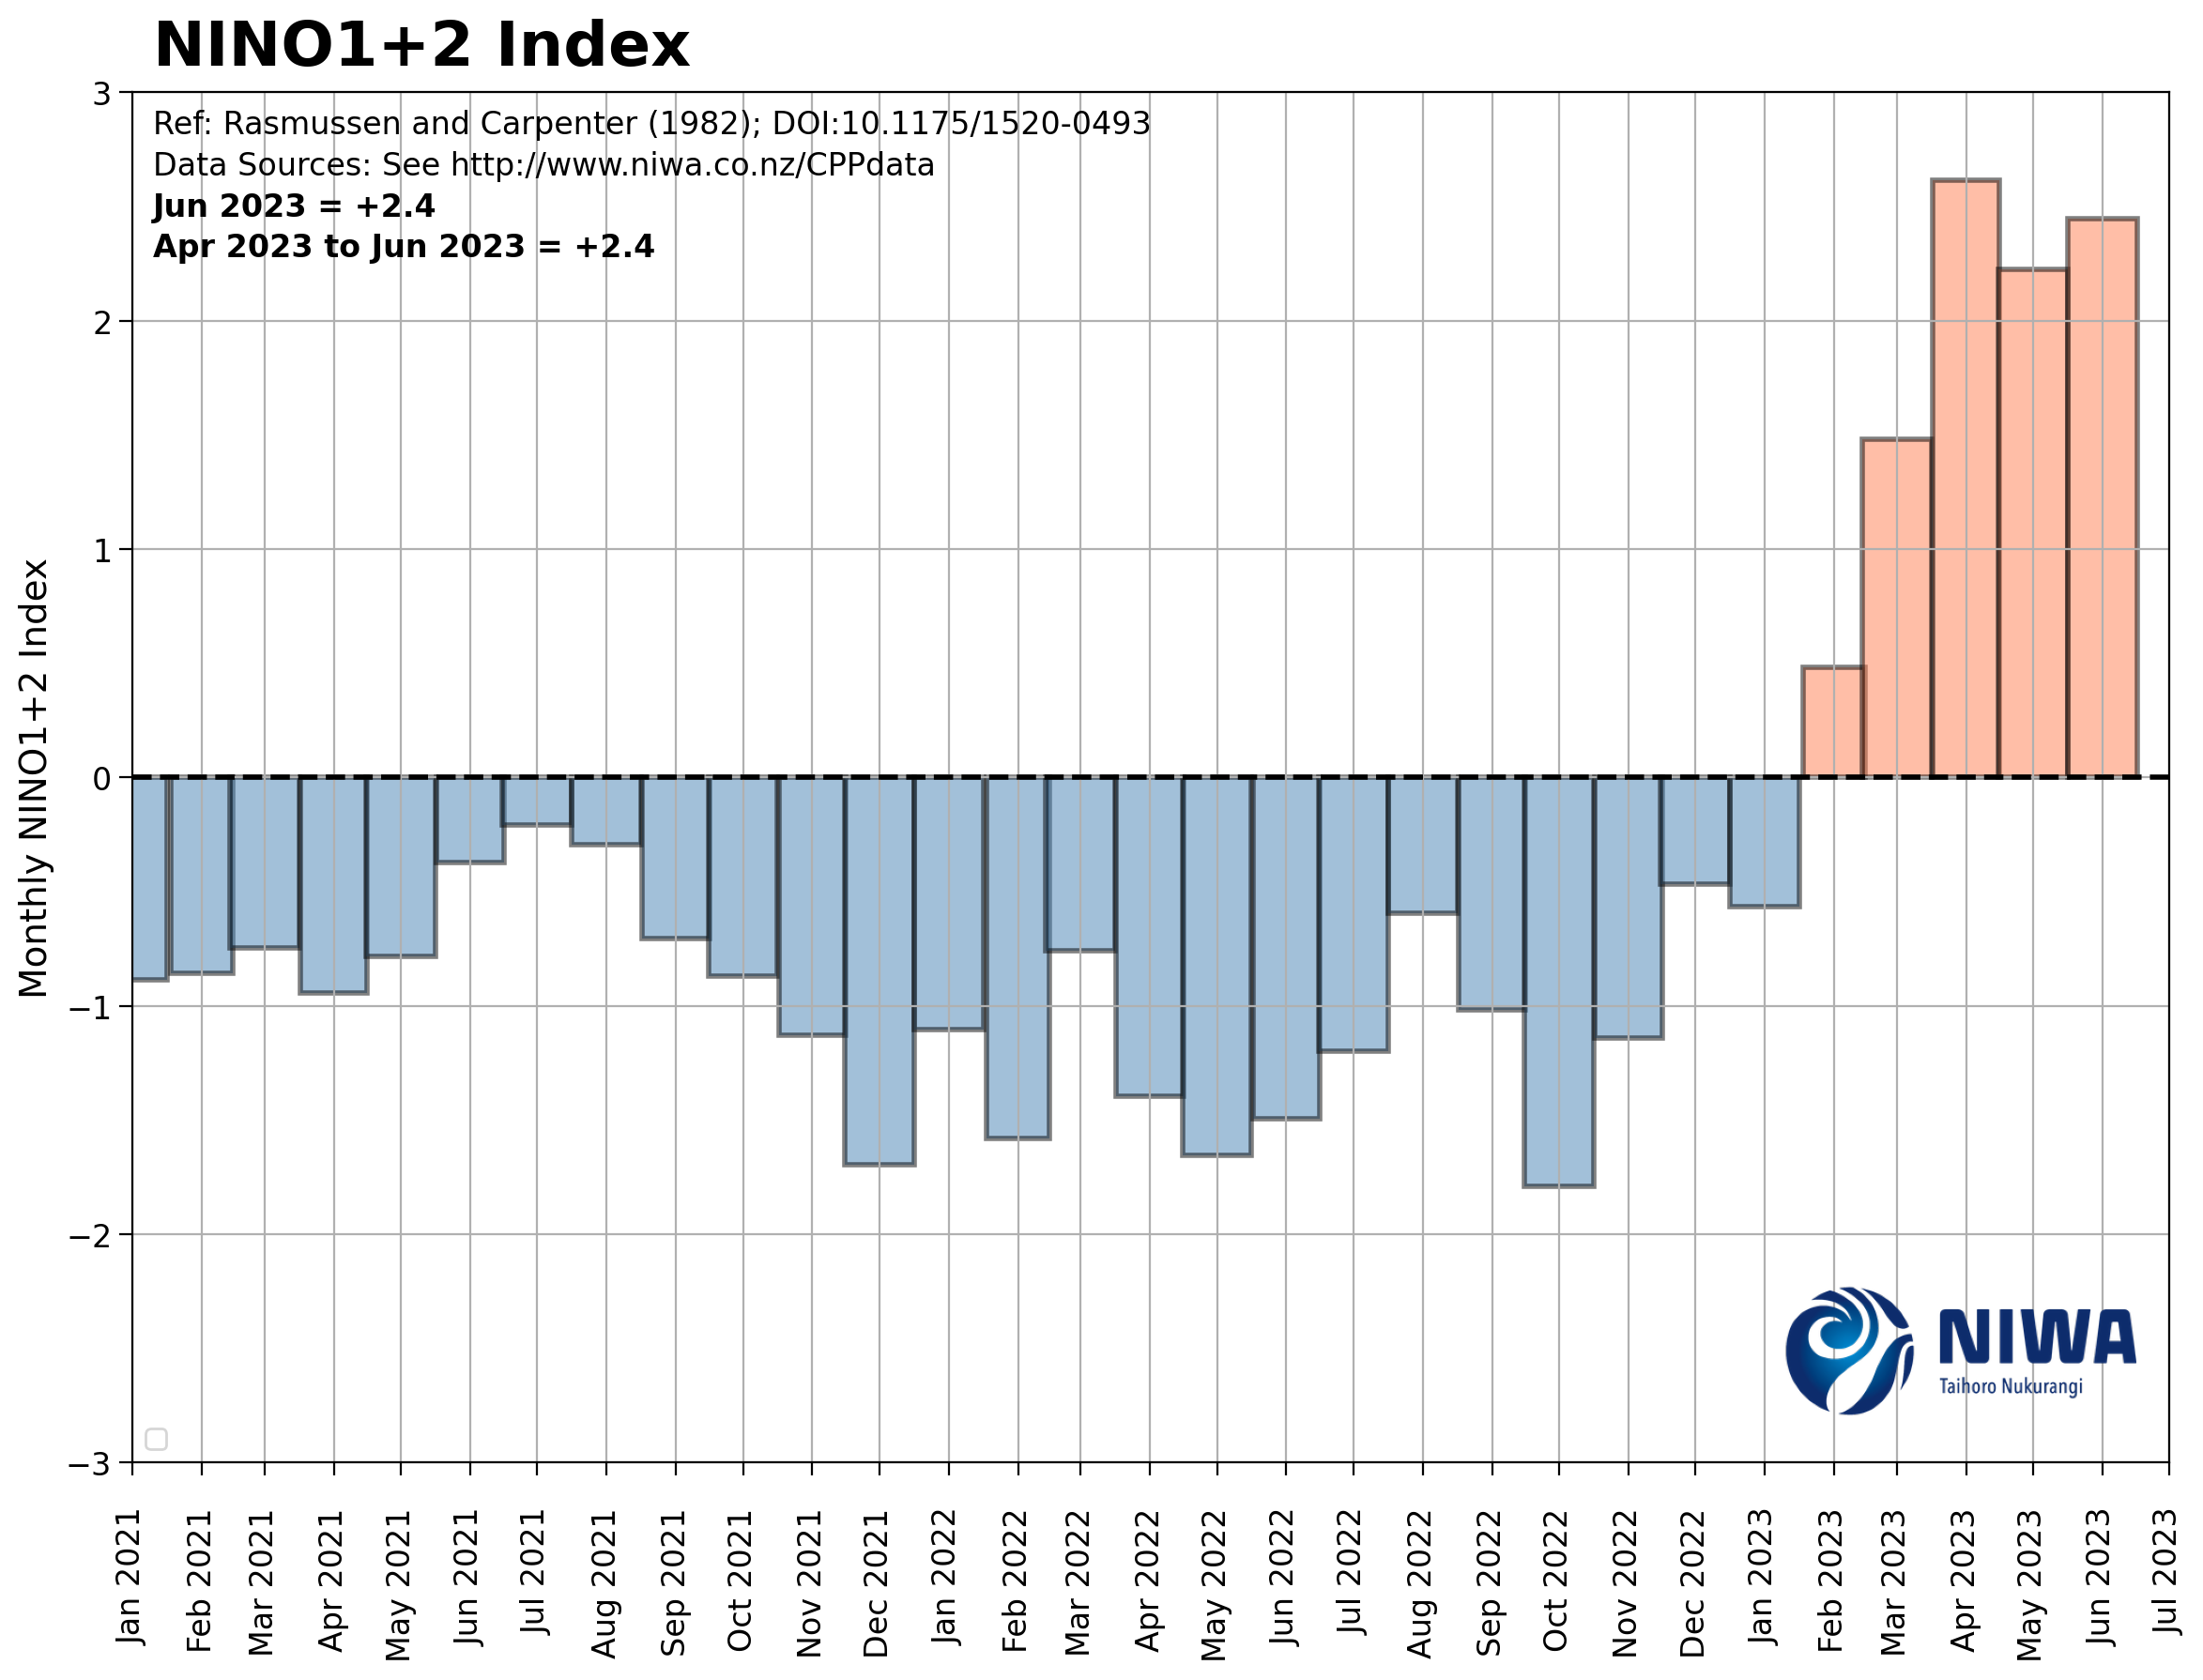 NINO1+2 Index
Ref: Rasmussen and Carpenter (1982); DOI:10.1175/1520-0493
Data Sources: See http://www.niwa.co.nz/CPPdata
Jun 2023 = +2.4
Apr 2023 to Jun 2023 = +2.4
Monthly NINO1+2 Index
3
2
1
0
−1
−2
−3
NIWA
Taihoro Nukurangi
Jan 2021
Feb 2021
Mar 2021
Apr 2021
May 2021
Jun 2021
Jul 2021
Aug 2021
Sep 2021
Oct 2021
Nov 2021
Dec 2021
Jan 2022
Feb 2022
Mar 2022
Apr 2022
May 2022
Jun 2022
Jul 2022
Aug 2022
Sep 2022
Oct 2022
Nov 2022
Dec 2022
Jan 2023
Feb 2023
Mar 2023
Apr 2023
May 2023
Jun 2023
Jul 2023